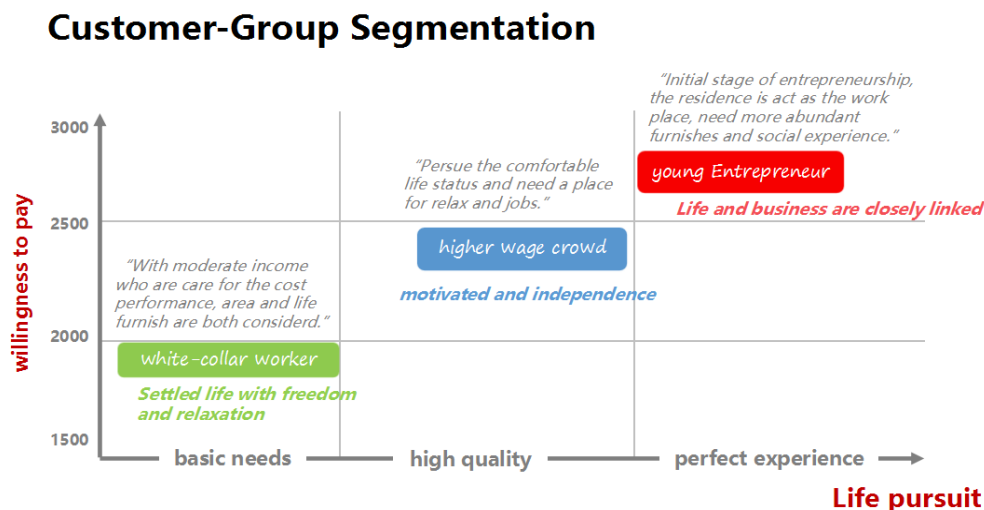 Customer-Group Segmentation
“Initial stage of entrepreneurship,
the residence is act as the work
place, need more abundant
furnishes and social experience.”
3000
“Persue the comfortable
life status and need a place
for relax and jobs.”
young Entrepreneur
Life and business are closely linked
2500
higher wage crowd
“With moderate income
who are care for the cost
performance, area and life
furnish are both considerd.”
motivated and independence
willingness to pay
2000
White-collar Worker
Settled life with freedom
and relaxation
1500
basic needs
high quality
perfect experience
Life pursuit